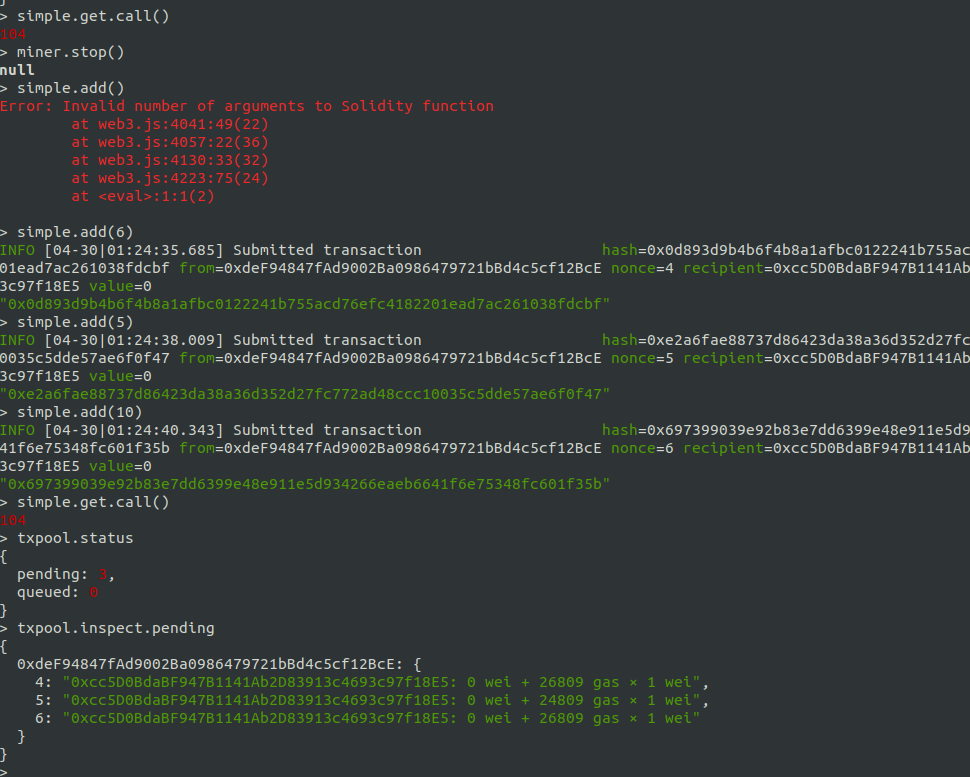 }
> simple.get.call()
104
> miner.stop()
null
> simple.add()
Error: Invalid number of arguments to Solidity function
        at web3.js:4041:49(22)
        at web3.js:4057:22(36)
        at web3.js:4130:33(32)
        at web3.js:4223:75(24)
        at <eval>:1:1(2)
> simple.add(6)
INFO [04-30|01:24:35.685] Submitted transaction                    hash=0x0d893d9b4b6f4b8a1afbc0122241b755ac
01ead7ac261038fdcbf from=0xdeF94847fAd9002Ba0986479721bBd4c5cf12BcE nonce=4 recipient=0xcc5D0BdaBF947B1141Ab
3c97f18E5 value=0
"0x0d893d9b4b6f4b8a1afbc0122241b755acd76efc4182201ead7ac261038fdcbf"
> simple.add(5)
INFO [04-30|01:24:38.009] Submitted transaction                    hash=0xe2a6fae88737d86423da38a36d352d27fc
0035c5dde57ae6f0f47 from=0xdeF94847fAd9002Ba0986479721bBd4c5cf12BcE nonce=5 recipient=0xcc5D0BdaBF947B1141Ab
3c97f18E5 value=0
"0xe2a6fae88737d86423da38a36d352d27fc772ad48ccc10035c5dde57ae6f0f47"
> simple.add(10)
INFO [04-30|01:24:40.343] Submitted transaction                    hash=0x697399039e92b83e7dd6399e48e911e5d9
41f6e75348fc601f35b from=0xdeF94847fAd9002Ba0986479721bBd4c5cf12BcE nonce=6 recipient=0xcc5D0BdaBF947B1141Ab
3c97f18E5 value=0
"0x697399039e92b83e7dd6399e48e911e5d934266eaeb6641f6e75348fc601f35b"
> simple.get.call()
104
> txpool.status
{
  pending: 3,
  queued: 0
}
> txpool.inspect.pending
{
  0xdeF94847fAd9002Ba0986479721bBd4c5cf12BcE: {
    4: "0xcc5D0BdaBF947B1141Ab2D83913c4693c97f18E5: 0 wei + 26809 gas × 1 wei",
    5: "0xcc5D0BdaBF947B1141Ab2D83913c4693c97f18E5: 0 wei + 24809 gas × 1 wei",
    6: "0xcc5D0BdaBF947B1141Ab2D83913c4693c97f18E5: 0 wei + 26809 gas × 1 wei"
  }
}
>